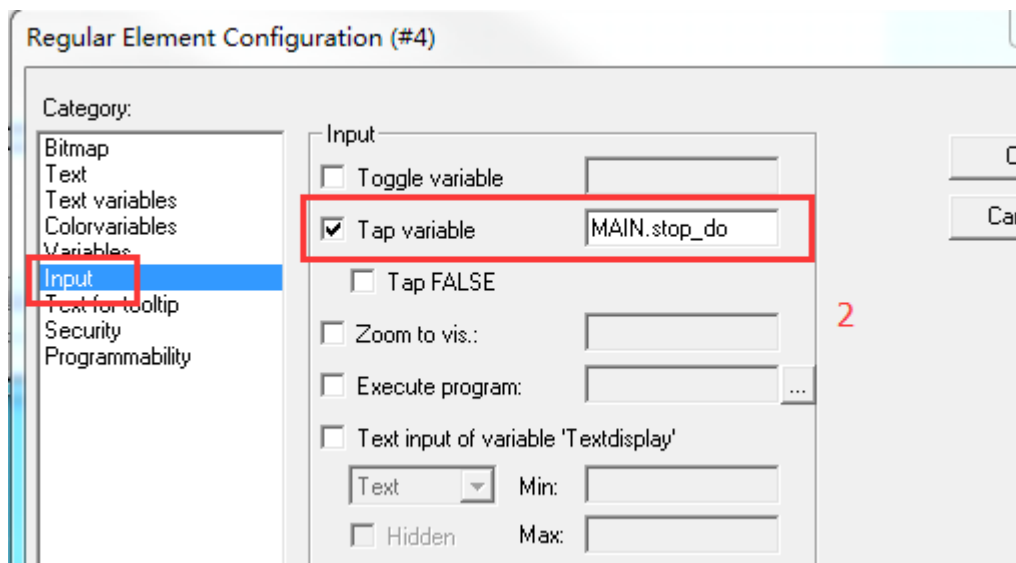 Regular Element Configuration (#4)
Category:
Bitmap
Text
Text variables
Colorvariables
Variables
Input
Text for tooltip
Security
Programmability
Input
Toggle variable
Tap variable MAIN.stop_do
Tap FALSE
Zoom to vis.:
Execute program: ...
Text input of variable 'Textdisplay'
Text Min:
Hidden Max:
2